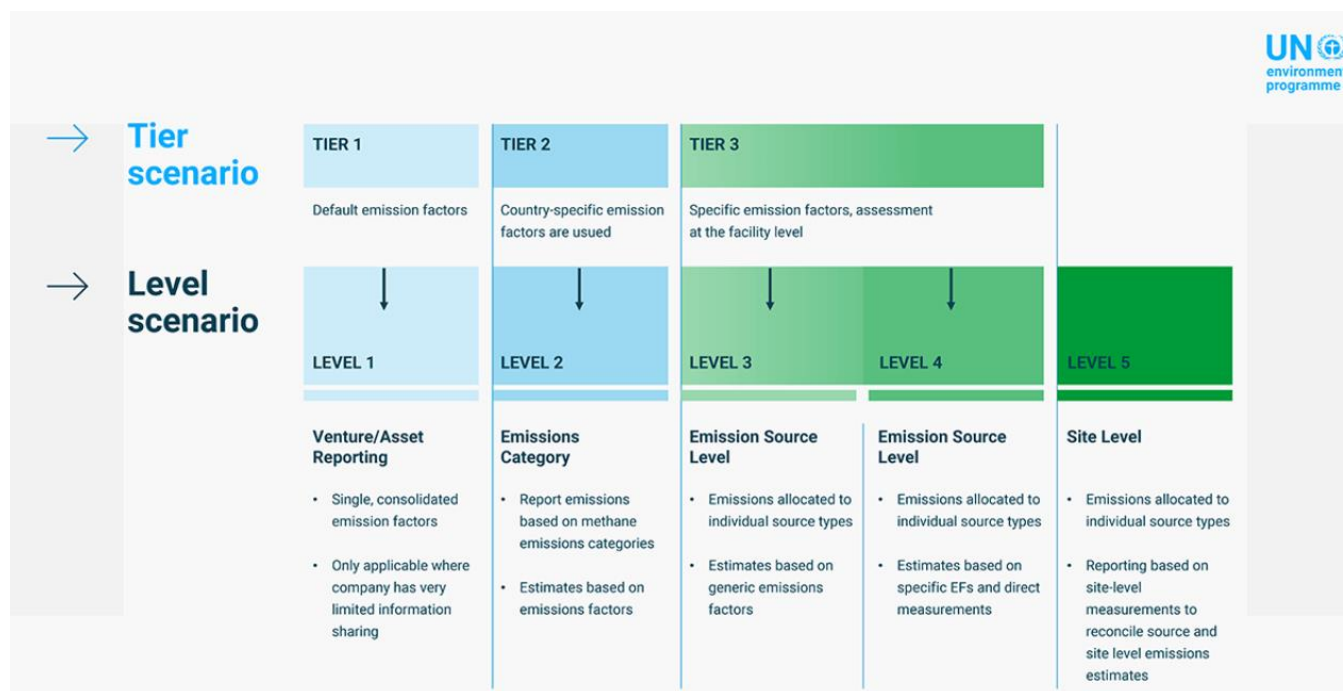 UN
environment
programme
Tier
scenario
TIER 1
TIER 2
TIER 3
Default emission factors
Country-specific emission
factors are usued
Specific emission factors, assessment
at the facility level
Level
scenario
LEVEL 1
LEVEL 2
LEVEL 3
LEVEL 4
LEVEL 5
Venture/Asset
Reporting
• Single, consolidated
emission factors
• Only applicable where
company has very
limited information
sharing
Emissions
Category
• Report emissions
based on methane
emissions categories
• Estimates based on
emissions factors
Emission Source
Level
• Emissions allocated to
individual source types
• Estimates based on
generic emissions
factors
Emission Source
Level
• Emissions allocated to
individual source types
• Estimates based on
specific EFs and direct
measurements
Site Level
• Emissions allocated to
individual source types
• Reporting based on
site-level
measurements to
reconcile source and
site level emissions
estimates